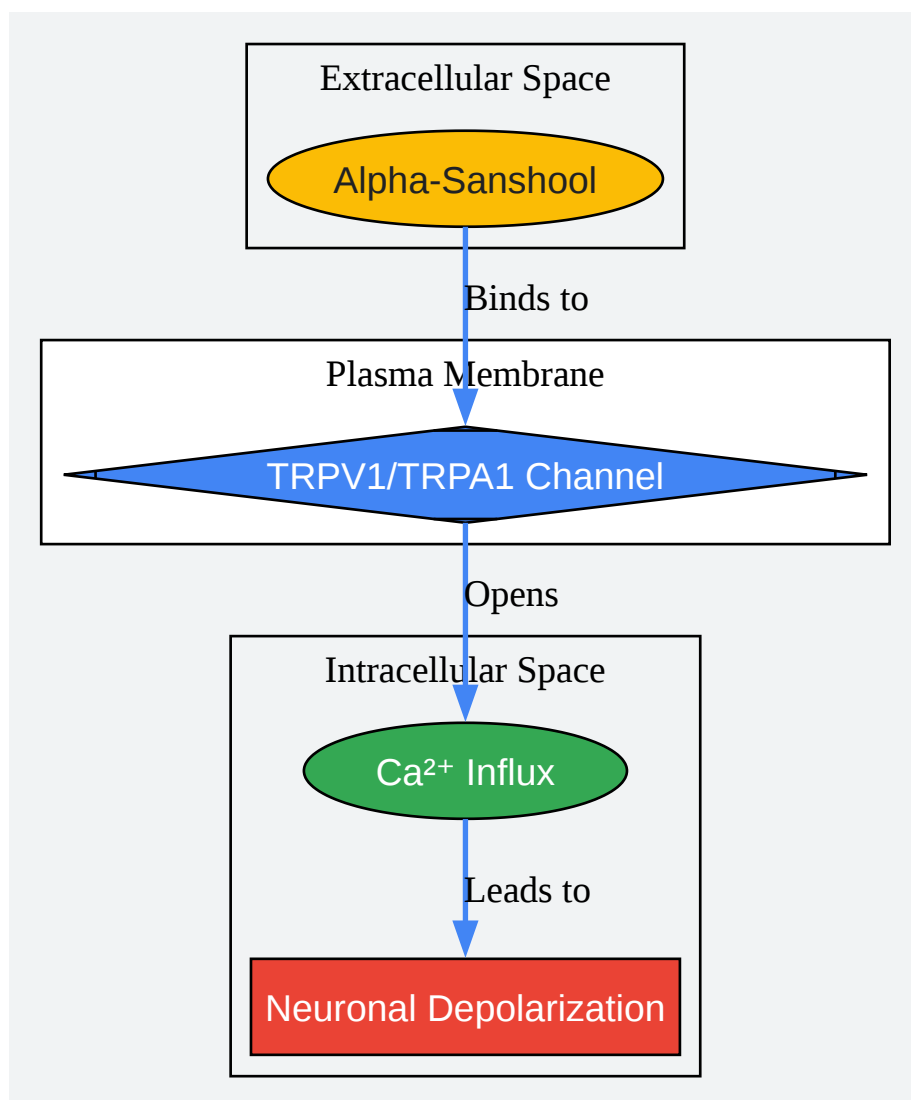 Extracellular Space
Alpha-Sanshool
Binds to
Plasma Membrane
TRPV1/TRPA1 Channel
Opens
Intracellular Space
Ca²⁺ Influx
Leads to
Neuronal Depolarization